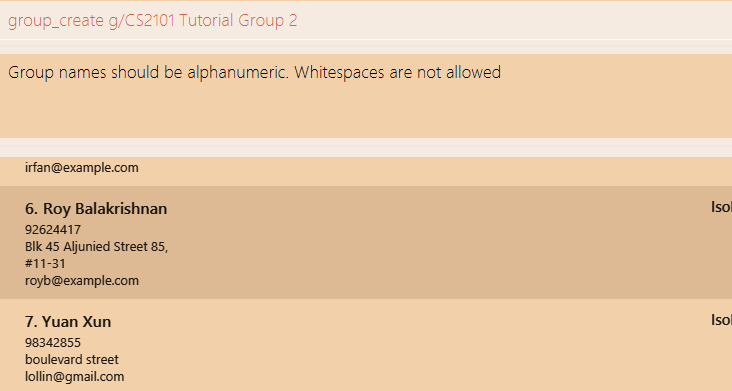 group_create g/CS2101 Tutorial Group 2
Group names should be alphanumeric. Whitespaces are not allowed
irfan@example.com
6. Roy Balakrishnan
92624417
Blk 45 Aljunied Street 85,
#11-31
royb@example.com
7. Yuan Xun
98342855
boulevard street
lollin@gmail.com